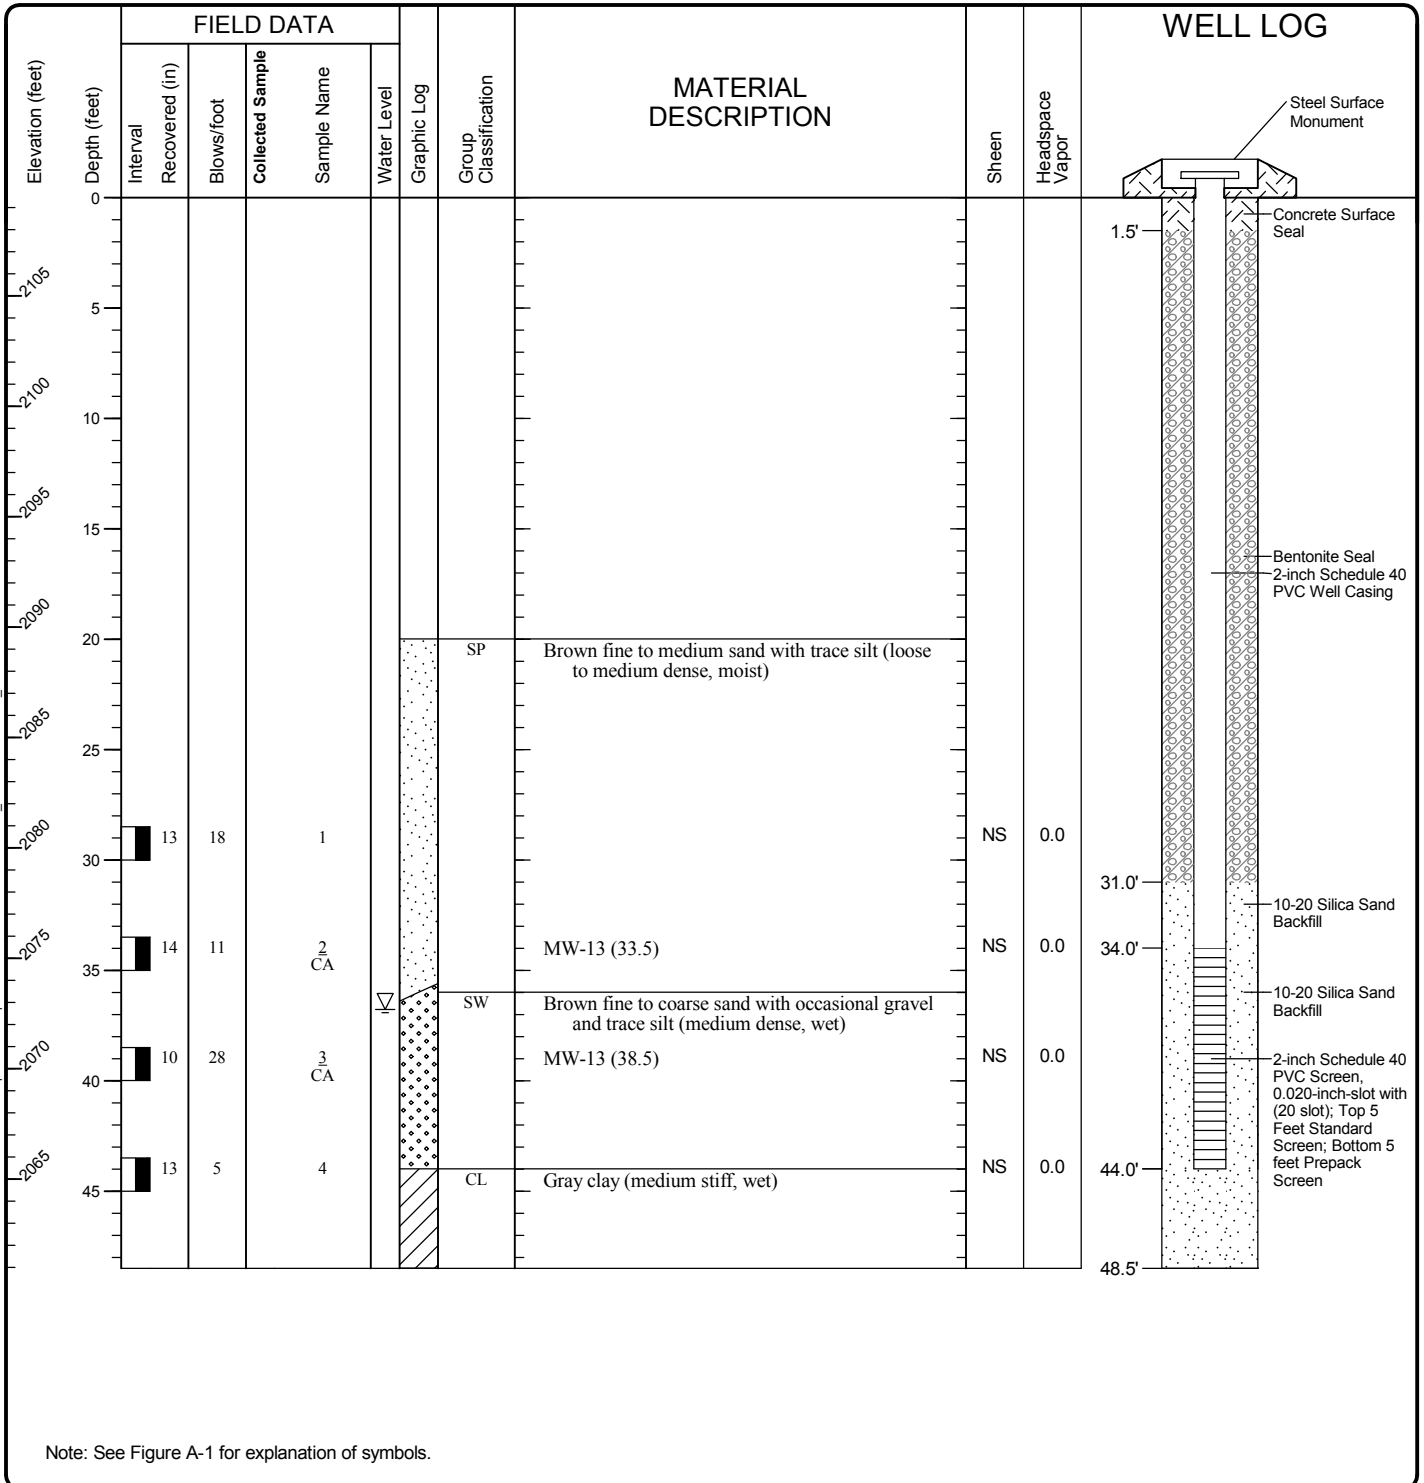 FIELD DATA
WELL LOG
Elevation (feet)
Depth (feet)
Interval
Recovered (in)
Blows/foot
Collected Sample
Sample Name
Water Level
Graphic Log
Group
Classification
MATERIAL
DESCRIPTION
Sheen
Headspace
Vapor
Steel Surface
Monument
0
Concrete Surface
Seal
1.5'
2105
5
2100
10
2095
15
Bentonite Seal
2-inch Schedule 40
PVC Well Casing
2090
20
SP
Brown fine to medium sand with trace silt (loose
to medium dense, moist)
2085
25
2080
13 18 1 NS 0.0
30
31.0'
10-20 Silica Sand
Backfill
2075
14 11 2 MW-13 (33.5) NS 0.0 34.0'
CA
35
SW
Brown fine to coarse sand with occasional gravel
and trace silt (medium dense, wet)
10-20 Silica Sand
Backfill
2070
10 28 3 MW-13 (38.5) NS 0.0
CA
40
2-inch Schedule 40
PVC Screen,
0.020-inch-slot with
(20 slot); Top 5
Feet Standard
Screen; Bottom 5
feet Prepack
Screen
2065
13 5 4 NS 0.0 44.0'
CL Gray clay (medium stiff, wet)
45
48.5'
Note: See Figure A-1 for explanation of symbols.